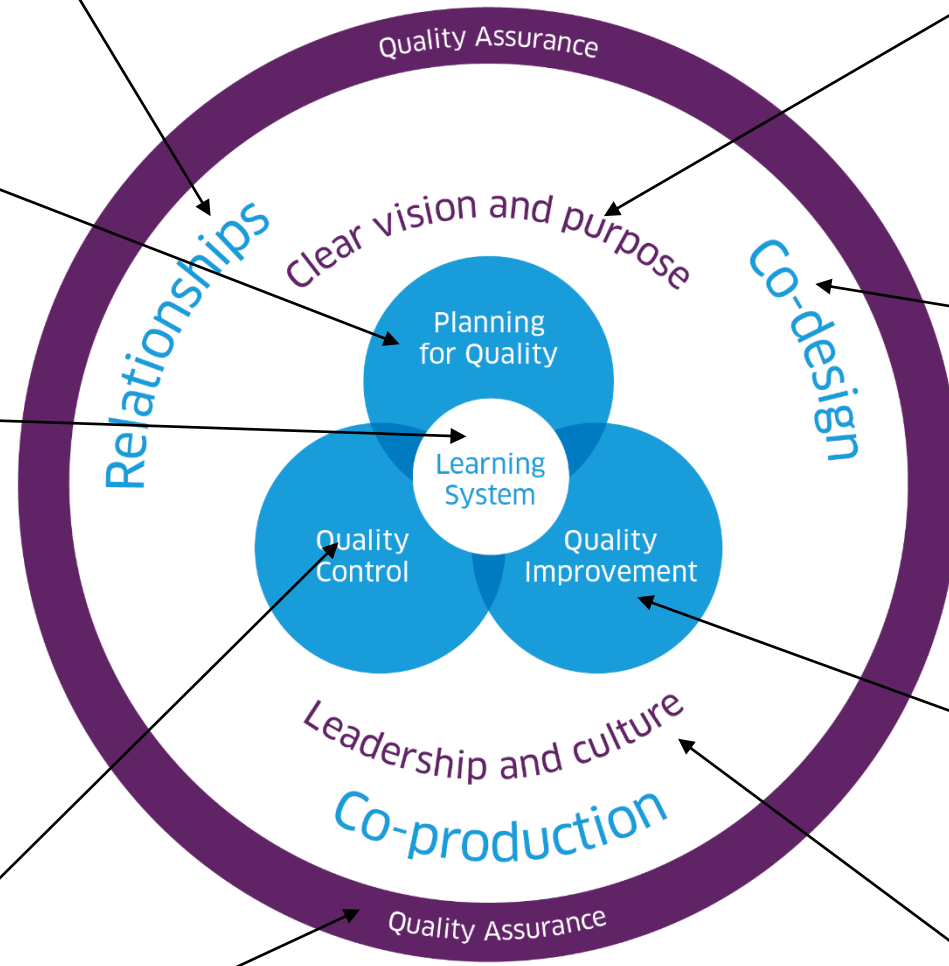 Quality Assurance
Clear vision and purpose
Relationships
Co-design
Planning
for Quality
Learning
System
Quality
Control
Quality
Improvement
Leadership and culture
Co-production
Quality Assurance